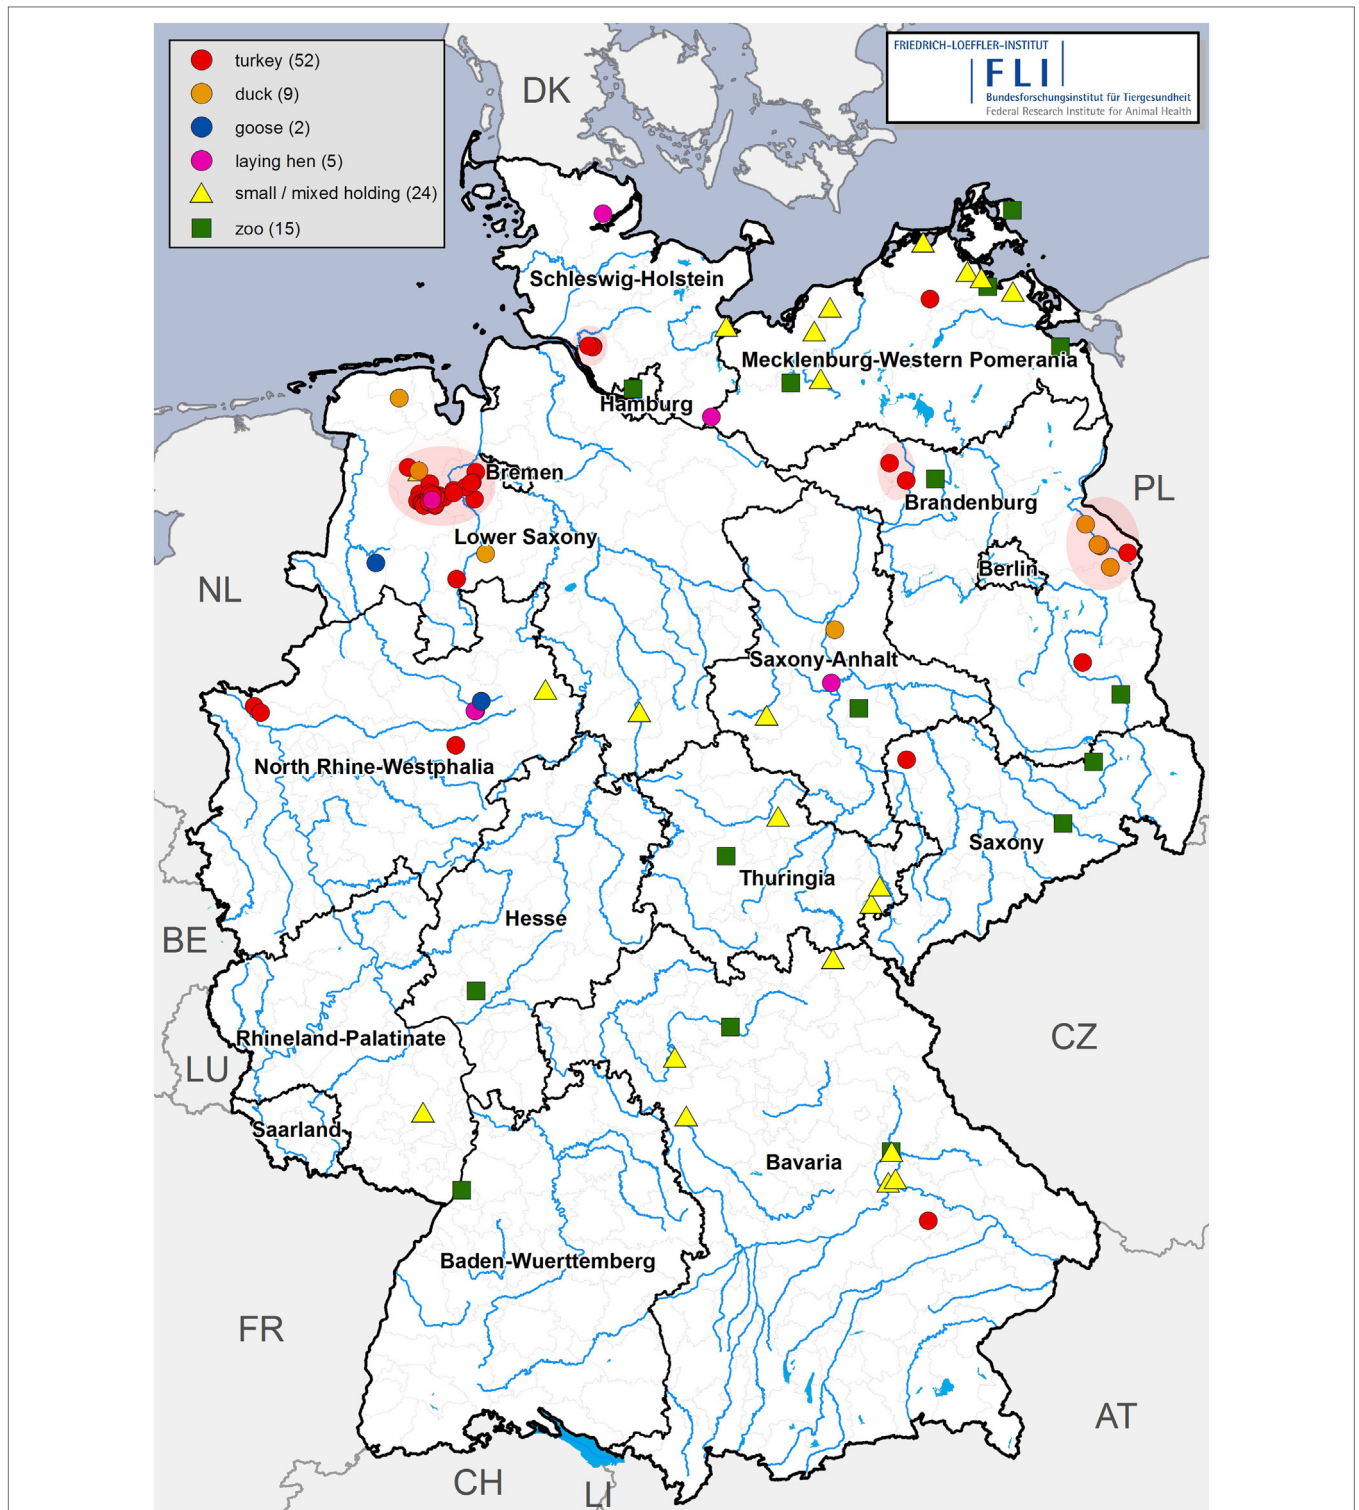 turkey (52)
duck (9)
goose (2)
laying hen (5)
small / mixed holding (24)
zoo (15)
FRIEDRICH-LOEFFLER-INSTITUT
FLI
Bundesforschungsinstitut für Tiergesundheit
Federal Research Institute for Animal Health
DK
Schleswig-Holstein
Mecklenburg-Western Pomerania
Hamburg
Bremen
PL
Brandenburg
Lower Saxony
Berlin
NL
Saxony-Anhalt
North Rhine-Westphalia
Saxony
Thuringia
Hesse
BE
Rhineland-Palatinate
CZ
LU
Saarland
Bavaria
Baden-Wuerttemberg
FR
AT
CH
LI